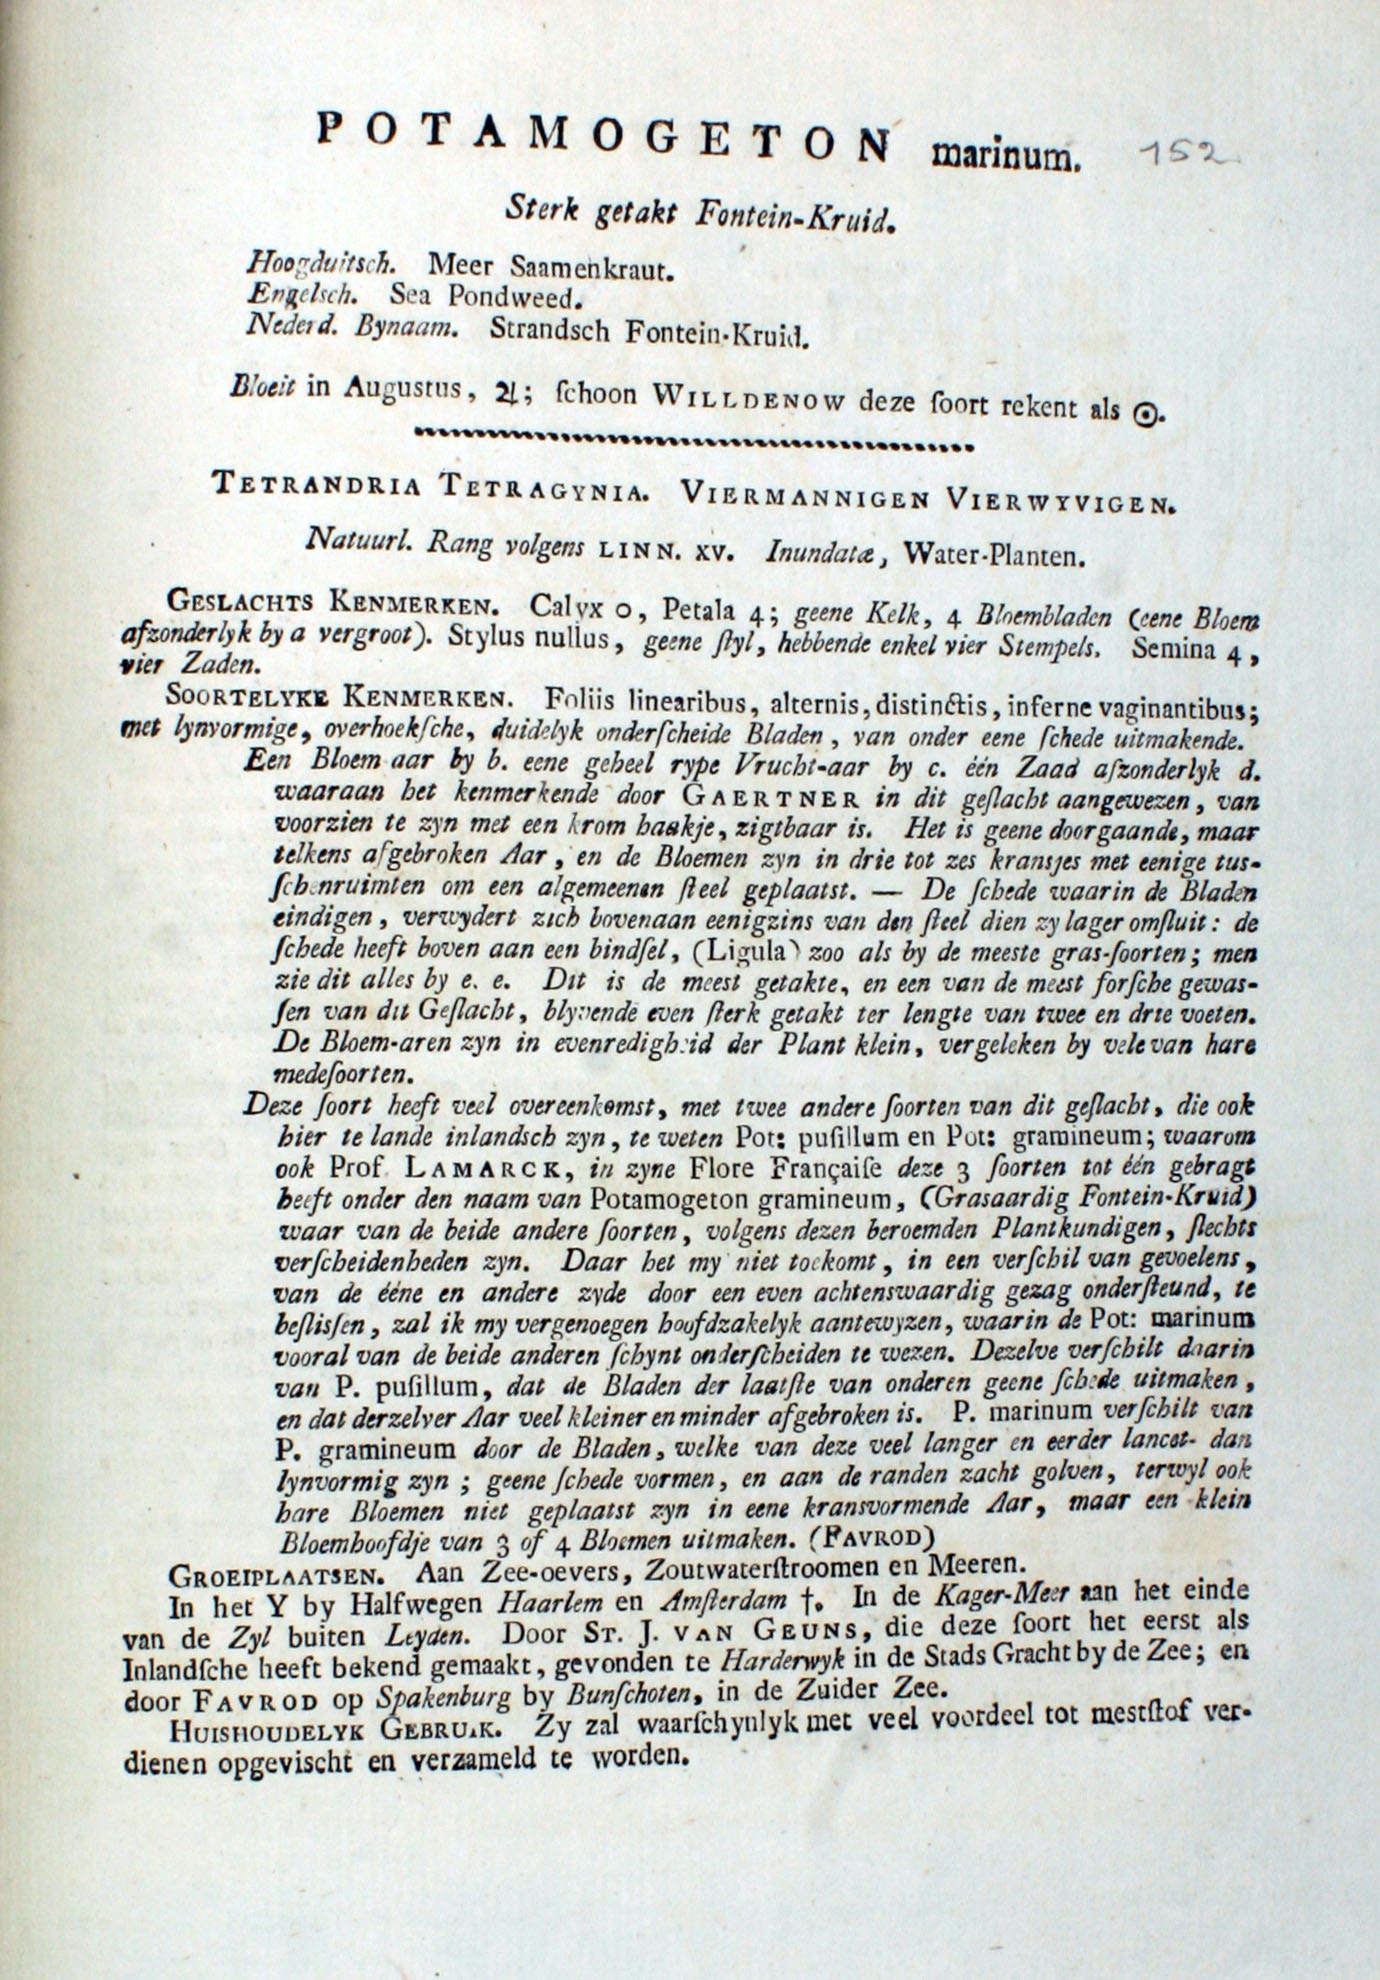 POTAMOGETON marinum. 152
Sterk getakt Fontein-Kruid.
Hoogduitsch. Meer Saamenkraut.
Engelsch. Sea Pondweed.
Nederd. Bynaam. Strandsch Fontein-Kruid.
Bloeit in Augustus, ♃; ſchoon WILLDENOW deze ſoort rekent als ☉.
TETRANDRIA TETRAGYNIA. VIERMANNIGEN VIERWYVIGEN.
Natuurl. Rang volgens LINN. XV. Inundatæ, Water-Planten.
GESLACHTS KENMERKEN. Calyx 0, Petala 4; geene Kelk, 4 Bloembladen (eene Bloem
afzonderlyk by a vergroot). Stylus nullus, geene ſtyl, hebbende enkel vier Stempels. Semina 4,
vier Zaden.
SOORTELYKE KENMERKEN. Foliis linearibus, alternis, distinctis, inferne vaginantibus;
met lynvormige, overhoekſche, duidelyk onderſcheide Bladen, van onder eene ſchede uitmakende.
Een Bloem aar by b. eene geheel rype Vrucht-aar by c. één Zaad afzonderlyk d.
waaraan het kenmerkende door GAERTNER in dit geſlacht aangewezen, van
voorzien te zyn met een krom haakje, zigtbaar is. Het is geene doorgaande, maar
telkens afgebroken Aar, en de Bloemen zyn in drie tot zes kransjes met eenige tus-
ſchenruimten om een algemeenen ſteel geplaatst. — De ſchede waarin de Bladen
eindigen, verwydert zich bovenaan eenigzins van den ſteel dien zy lager omſluit: de
ſchede heeft boven aan een bindſel, (Ligula) zoo als by de meeste gras-ſoorten; men
zie dit alles by e. e. Dit is de meest getakte, en een van de meest forſche gewas-
ſen van dit Geſlacht, blyvende even ſterk getakt ter lengte van twee en drie voeten.
De Bloem-aren zyn in evenredigheid der Plant klein, vergeleken by vele van hare
medeſoorten.
Deze ſoort heeft veel overeenkomst, met twee andere ſoorten van dit geſlacht, die ook
hier te lande inlandsch zyn, te weten Pot: puſillum en Pot: gramineum; waarom
ook Prof LAMARCK, in zyne Flore Françaiſe deze 3 ſoorten tot één gebragt
heeft onder den naam van Potamogeton gramineum, (Grasaardig Fontein-Kruid)
waar van de beide andere ſoorten, volgens dezen beroemden Plantkundigen, ſlechts
verſcheidenheden zyn. Daar het my niet toekomt, in een verſchil van gevoelens,
van de ééne en andere zyde door een even achtenswaardig gezag onderſteund, te
beſlisſen, zal ik my vergenoegen hoofdzakelyk aantewyzen, waarin de Pot: marinum
vooral van de beide anderen ſchynt onderſcheiden te wezen. Dezelve verſchilt daarin
van P. puſillum, dat de Bladen der laatſte van onderen geene ſchede uitmaken,
en dat derzelver Aar veel kleiner en minder afgebroken is. P. marinum verſchilt van
P. gramineum door de Bladen, welke van deze veel langer en eerder lancet- dan
lynvormig zyn; geene ſchede vormen, en aan de randen zacht golven, terwyl ook
hare Bloemen niet geplaatst zyn in eene kransvormende Aar, maar een klein
Bloemhoofdje van 3 of 4 Bloemen uitmaken. (FAVROD)
GROEIPLAATSEN. Aan Zee-oevers, Zoutwaterſtroomen en Meeren.
In het Y by Halfwegen Haarlem en Amſterdam †. In de Kager-Meer aan het einde
van de Zyl buiten Leyden. Door ST. J. VAN GEUNS, die deze ſoort het eerst als
Inlandſche heeft bekend gemaakt, gevonden te Harderwyk in de Stads Gracht by de Zee; en
door FAVROD op Spakenburg by Bunſchoten, in de Zuider Zee.
HUISHOUDELYK GEBRUIK. Zy zal waarſchynlyk met veel voordeel tot meststof ver-
dienen opgevischt en verzameld te worden.